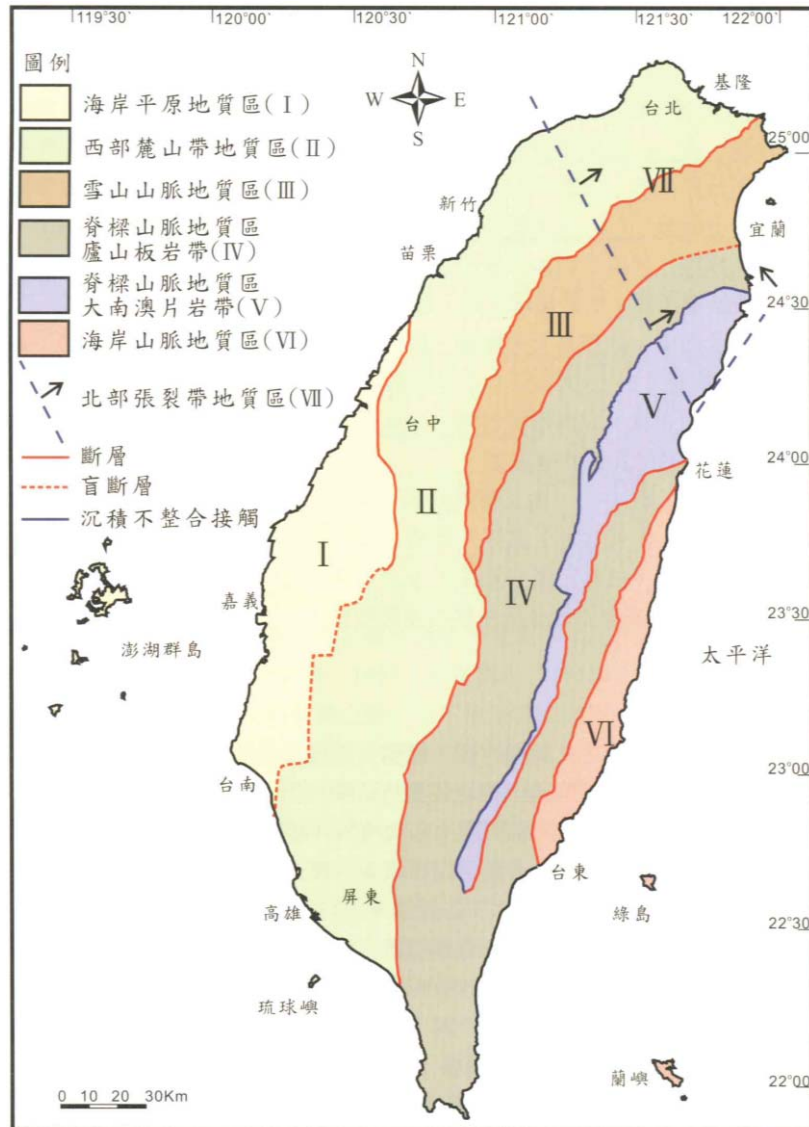 119°30′
120°00′
120°30′
121°00′
121°30′
122°00′
圖例
海岸平原地質區(Ⅰ)
西部麓山帶地質區(Ⅱ)
雪山山脈地質區(Ⅲ)
脊樑山脈地質區
廬山板岩帶(Ⅳ)
脊樑山脈地質區
大南澳片岩帶(Ⅴ)
海岸山脈地質區(Ⅵ)
北部張裂帶地質區(Ⅶ)
斷層
盲斷層
沉積不整合接觸
N
W
E
S
基隆
台北
25°00′
Ⅶ
新竹
宜蘭
苗栗
24°30′
Ⅲ
Ⅴ
台中
24°00′
花蓮
Ⅱ
Ⅰ
Ⅳ
嘉義
23°30′
澎湖群島
太平洋
Ⅵ
台南
23°00′
台東
屏東
高雄
綠島
22°30′
琉球嶼
蘭嶼
22°00′
0 10 30Km